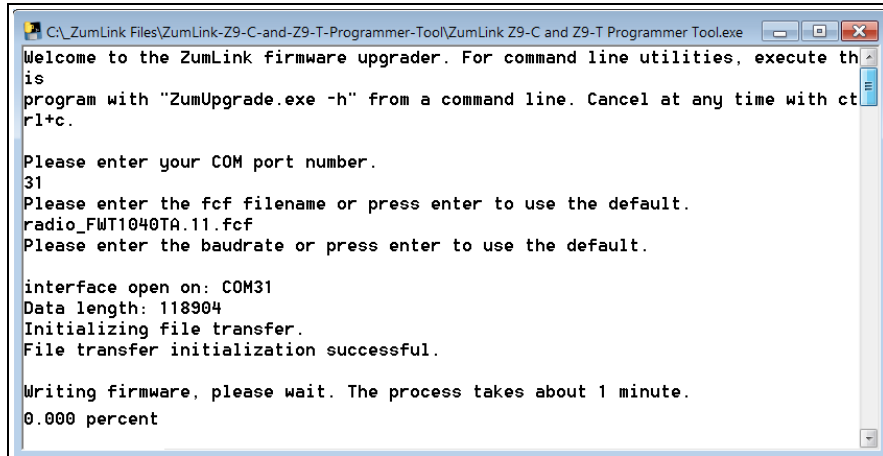 C:\_ZumLink Files\ZumLink-Z9-C-and-Z9-T-Programmer-Tool\ZumLink Z9-C and Z9-T Programmer Tool.exe
Welcome to the ZumLink firmware upgrader. For command line utilities, execute th
is
program with "ZumUpgrade.exe -h" from a command line. Cancel at any time with ct
rl+c.
Please enter your COM port number.
31
Please enter the fcf filename or press enter to use the default.
radio_FWT1040TA.11.fcf
Please enter the baudrate or press enter to use the default.
interface open on: COM31
Data length: 118904
Initializing file transfer.
File transfer initialization successful.
Writing firmware, please wait. The process takes about 1 minute.
0.000 percent